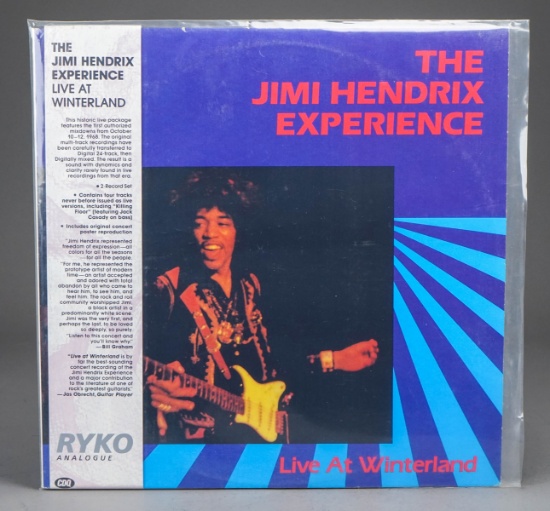 THE
JIMI HENDRIX
EXPERIENCE
LIVE AT
WINTERLAND
This historic live package
features the first authorized
from October
10-12, 1968. The original
multi-track recordings have
been carefully transferred to
Digital 24-track, then
Digitally mixed. The result is a
sound with dynamics and
clarity rarely found in live
recordings from that era.
• 2 Record Set
• Contains four tracks
never before issued as live
versions, including "Killing
Floor" (featuring Jack
Casady on bass)
• Includes original concert
poster reproduction
"Jimi Hendrix represented
freedom of expression—all
colors for all the seasons
—for all the people.
"For me, he represented the
prototype artist of modern
time—an artist accepted
and adored with total
abandon by all who came to
hear him, to see him, and
feel him. The rock and roll
community worshipped Jimi;
a black artist in a
predominantly white scene.
Jimi was the very first, and
perhaps the last, to be loved
so deeply, so purely.
"Listen to this concert and
you'll know why."
—Bill Graham
"Live at Winterland is by
far the best sounding
concert recording of the
Jimi Hendrix Experience
and a major contribution
to the literature of one of
rock's greatest guitarists."
—Jas Obrecht, Guitar Player
RYKO
ANALOGUE
THE
JIMI HENDRIX
EXPERIENCE
Live At Winterland